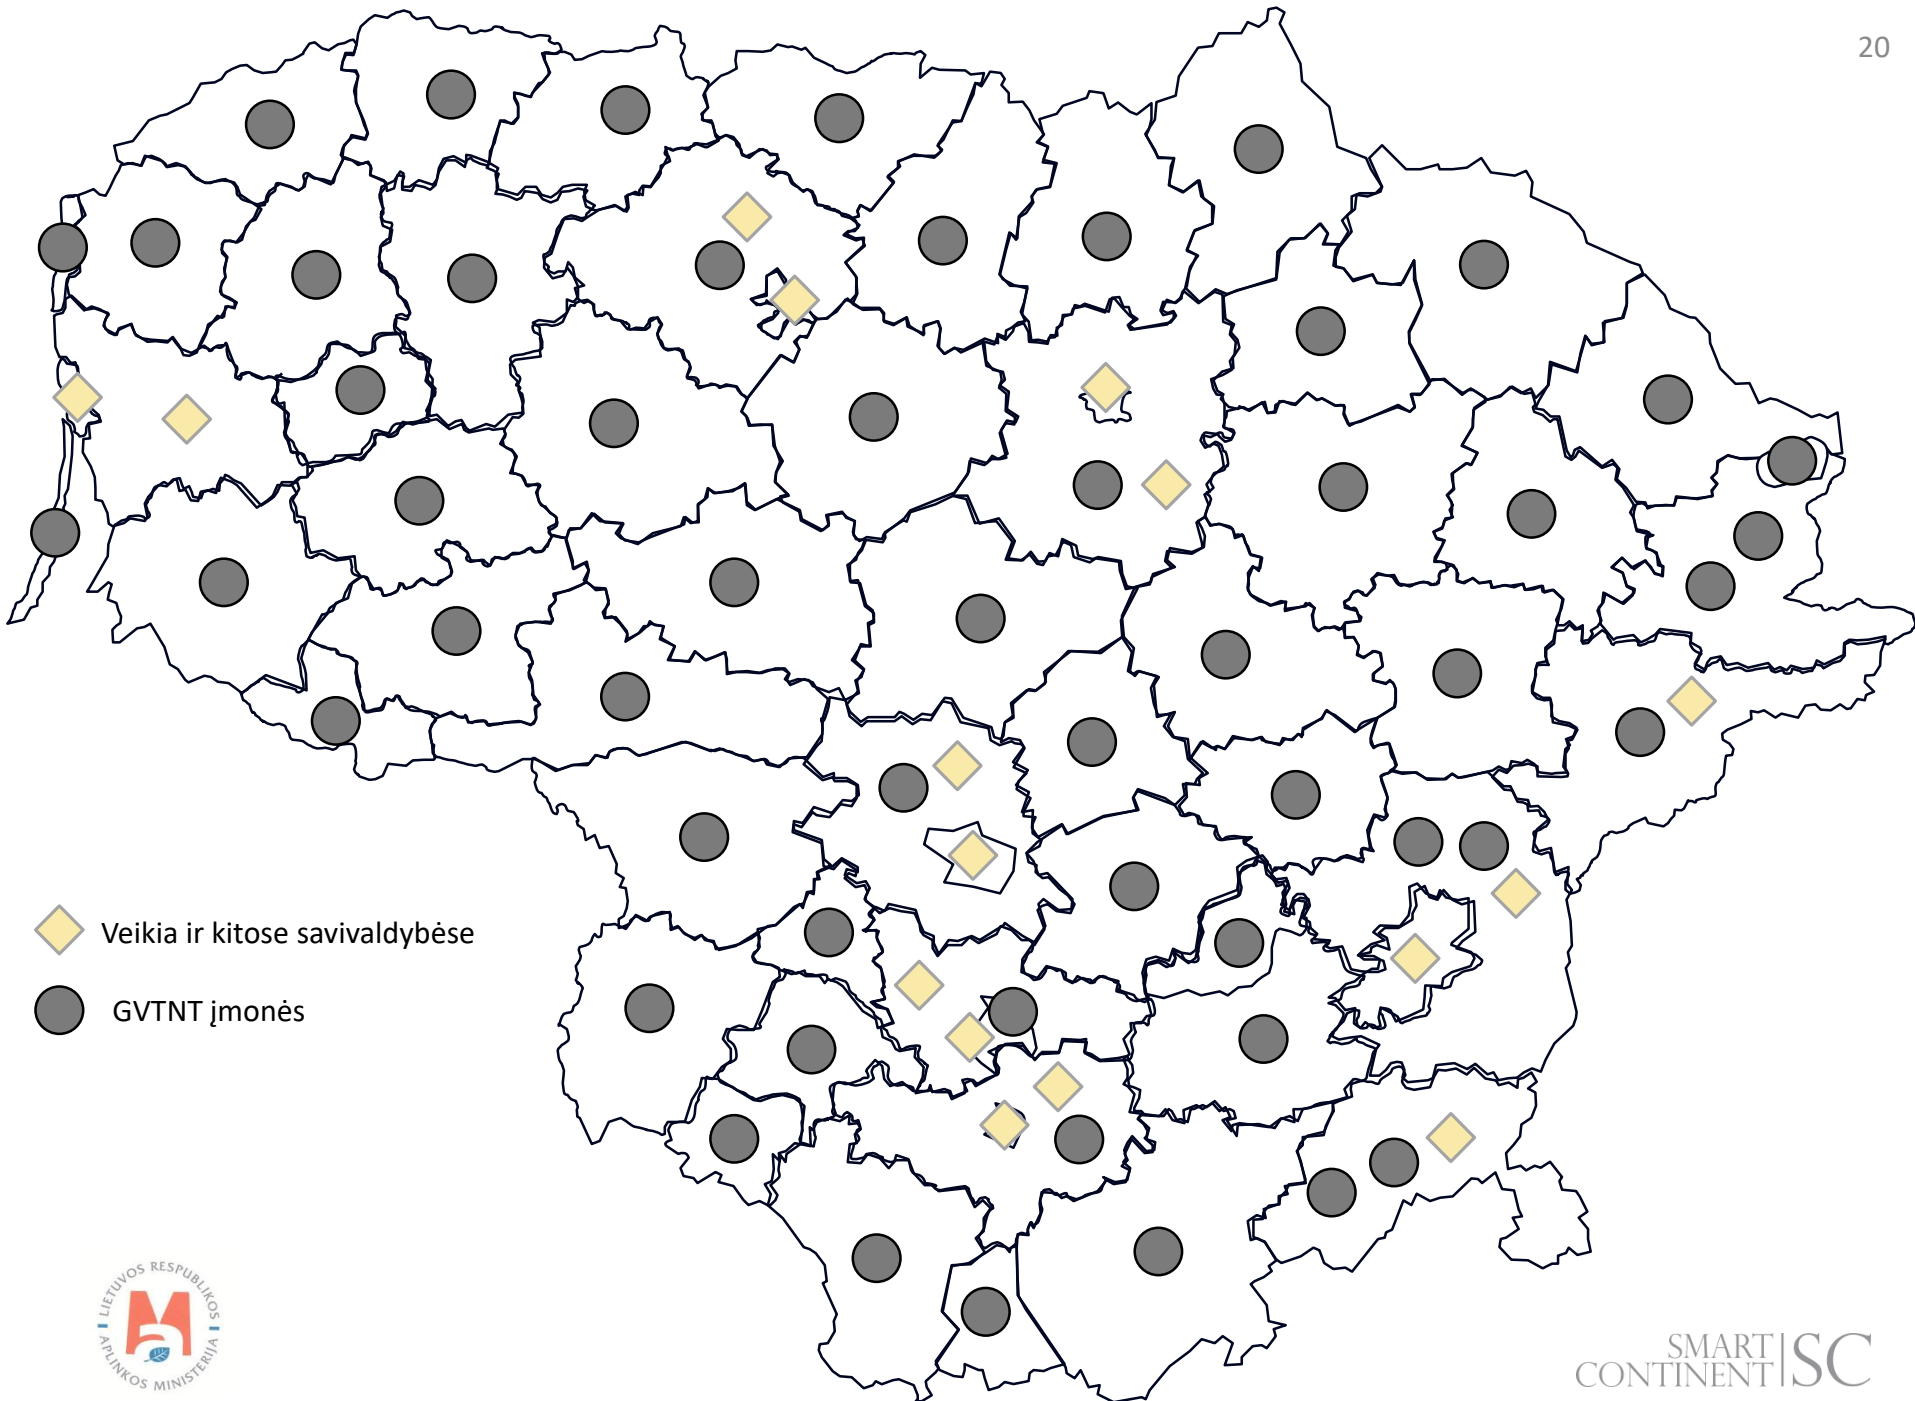 20
Veikia ir kitose savivaldybėse
GVTNT įmonės
LIETUVOS RESPUBLIKOS
APLINKOS MINISTERIJA
SMART
CONTINENT
SC